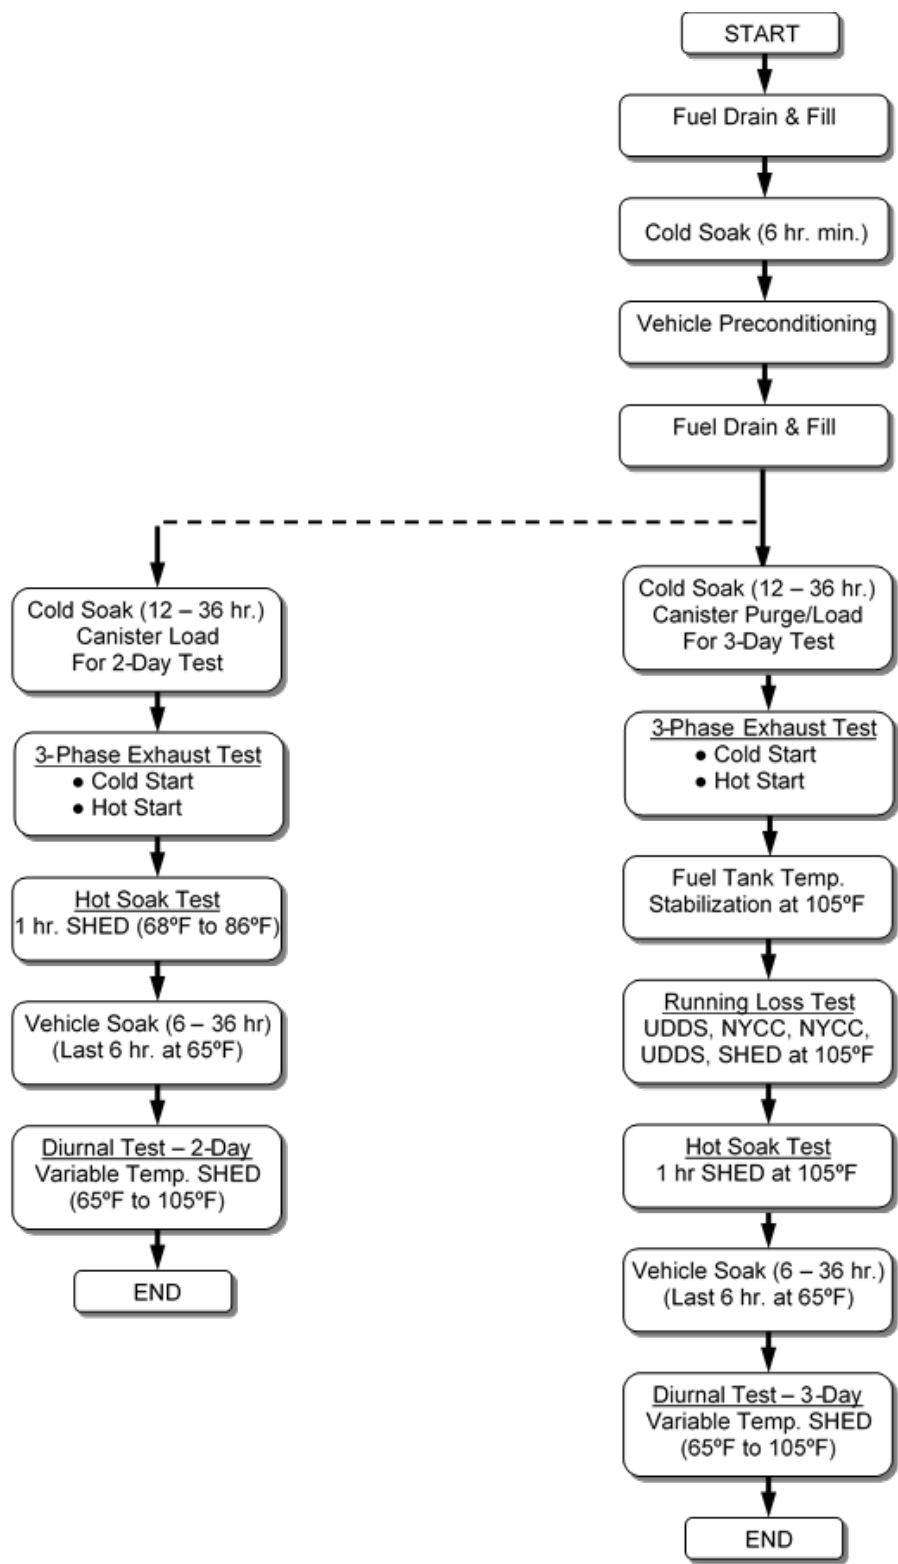 START
Fuel Drain & Fill
Cold Soak (6 hr. min.)
Vehicle Preconditioning
Fuel Drain & Fill
Cold Soak (12 – 36 hr.)
Canister Load
For 2-Day Test
3-Phase Exhaust Test
● Cold Start
● Hot Start
Hot Soak Test
1 hr. SHED (68ºF to 86ºF)
Vehicle Soak (6 – 36 hr)
(Last 6 hr. at 65ºF)
Diurnal Test – 2-Day
Variable Temp. SHED
(65ºF to 105ºF)
END
Cold Soak (12 – 36 hr.)
Canister Purge/Load
For 3-Day Test
3-Phase Exhaust Test
● Cold Start
● Hot Start
Fuel Tank Temp.
Stabilization at 105ºF
Running Loss Test
UDDS, NYCC, NYCC,
UDDS, SHED at 105ºF
Hot Soak Test
1 hr SHED at 105ºF
Vehicle Soak (6 – 36 hr.)
(Last 6 hr. at 65ºF)
Diurnal Test – 3-Day
Variable Temp. SHED
(65ºF to 105ºF)
END